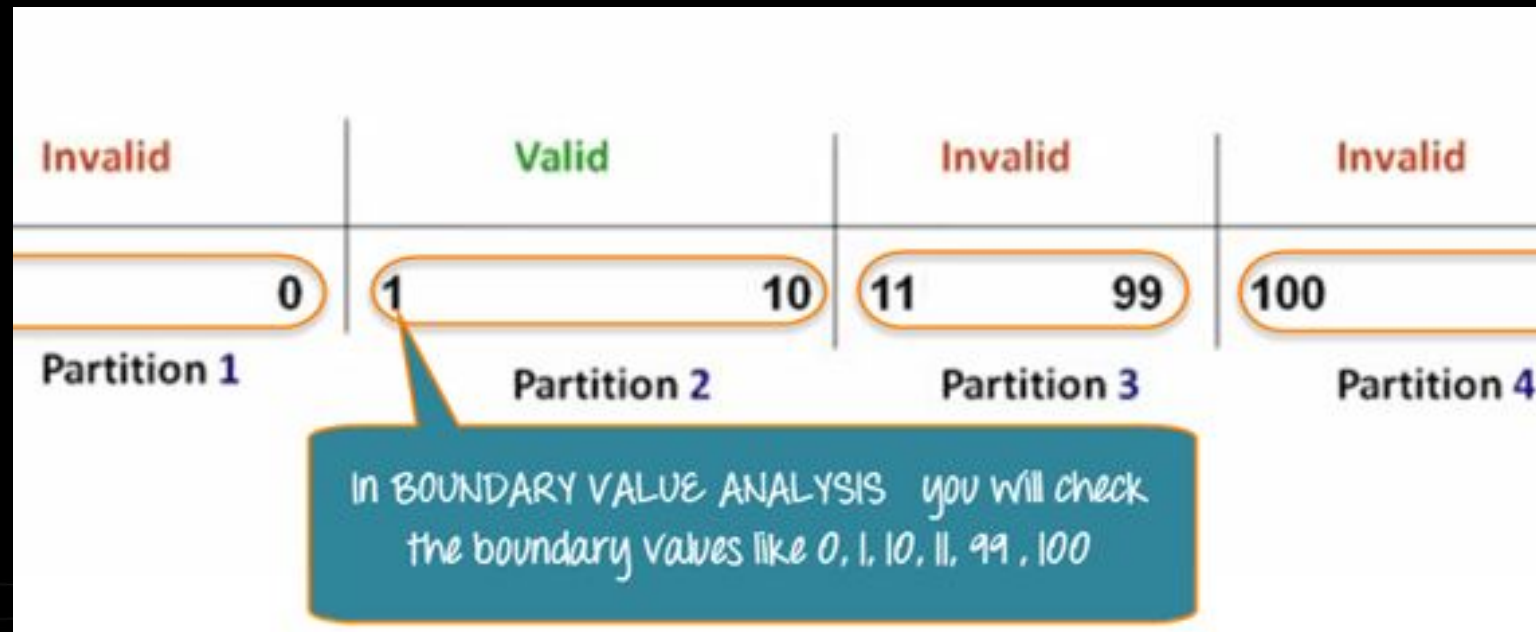 Invalid Valid Invalid Invalid
0 1 10 11 99 100
Partition 1 Partition 2 Partition 3 Partition 4
In BOUNDARY VALUE ANALYSIS you will check
the boundary values like 0, 1, 10, 11, 99 , 100